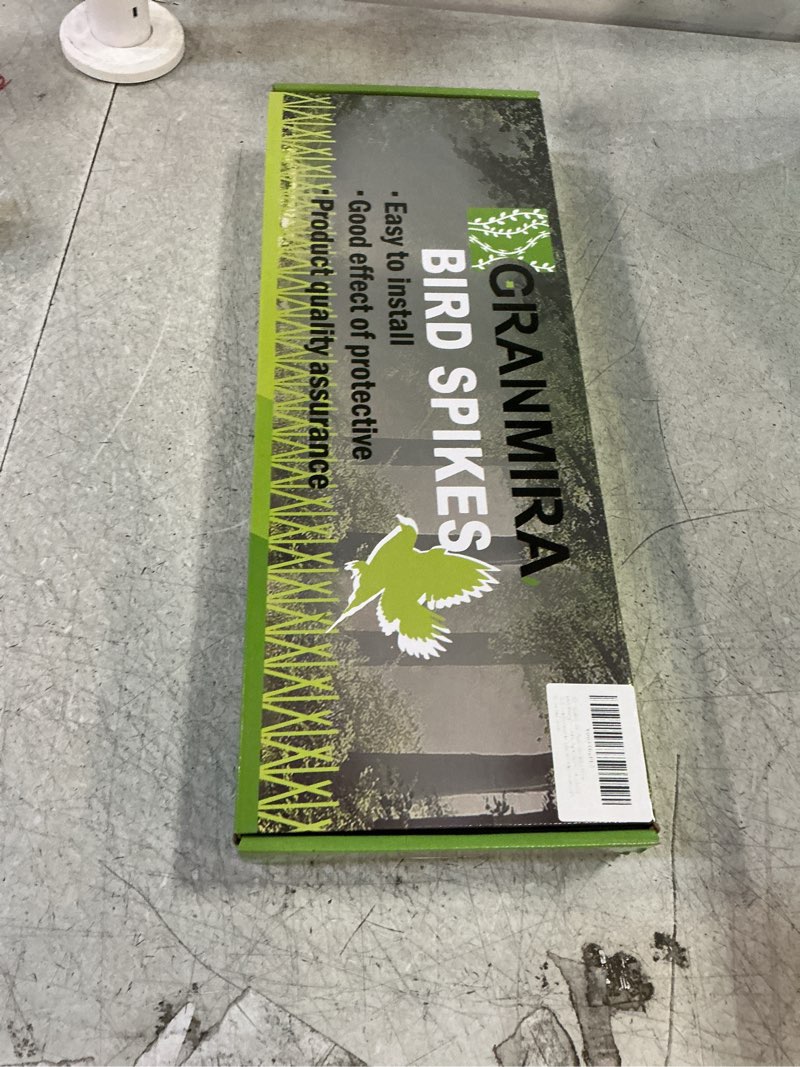 GRANMIRA
BIRD SPIKES
· Easy to install
· Good effect of protective
· Product quality assurance